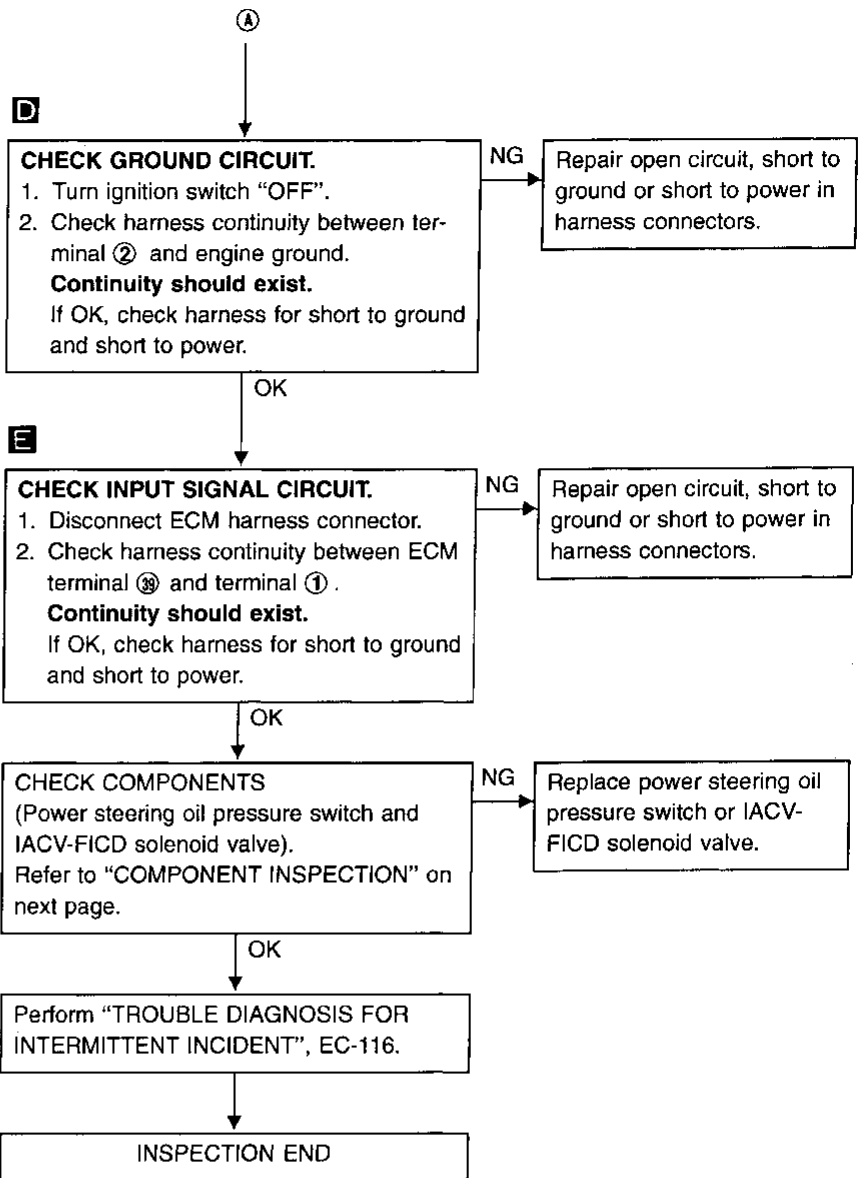 Ⓐ
D
CHECK GROUND CIRCUIT.
1. Turn ignition switch “OFF”.
2. Check harness continuity between ter-
minal ② and engine ground.
Continuity should exist.
If OK, check harness for short to ground
and short to power.
NG
Repair open circuit, short to
ground or short to power in
harness connectors.
OK
E
CHECK INPUT SIGNAL CIRCUIT.
1. Disconnect ECM harness connector.
2. Check harness continuity between ECM
terminal ㊴ and terminal ① .
Continuity should exist.
If OK, check harness for short to ground
and short to power.
NG
Repair open circuit, short to
ground or short to power in
harness connectors.
OK
CHECK COMPONENTS
(Power steering oil pressure switch and
IACV-FICD solenoid valve).
Refer to “COMPONENT INSPECTION” on
next page.
NG
Replace power steering oil
pressure switch or IACV-
FICD solenoid valve.
OK
Perform “TROUBLE DIAGNOSIS FOR
INTERMITTENT INCIDENT”, EC-116.
INSPECTION END